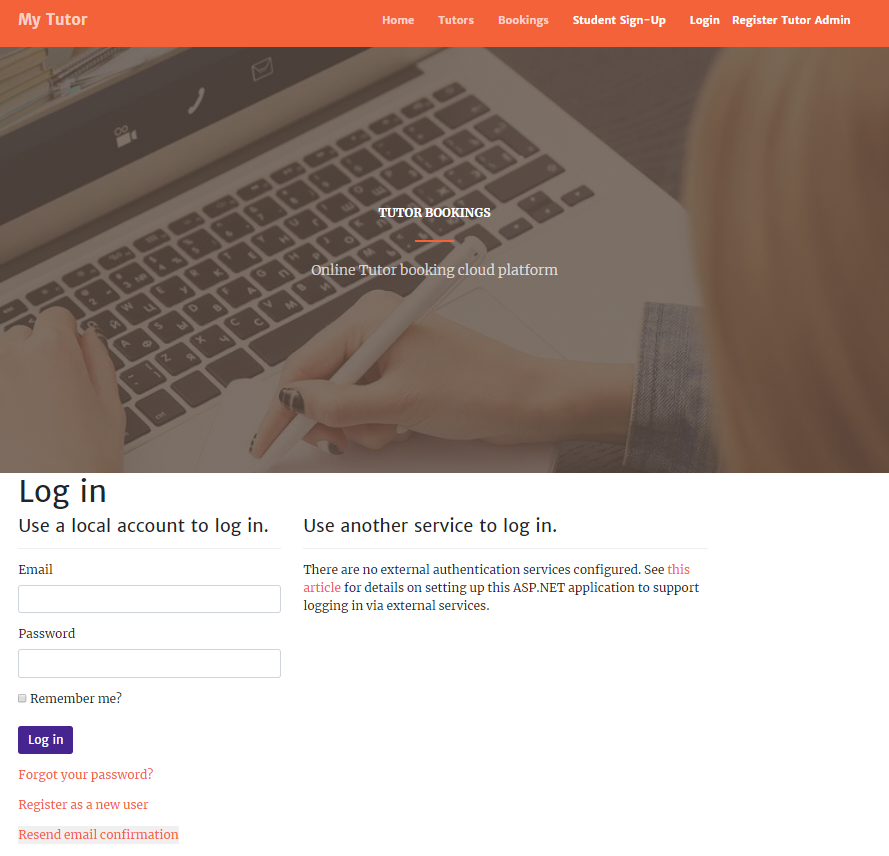 My Tutor
Home Tutors Bookings Student Sign-Up Login Register Tutor Admin
TUTOR BOOKINGS
Online Tutor booking cloud platform
Log in
Use a local account to log in.
Use another service to log in.
Email
There are no external authentication services configured. See this
article for details on setting up this ASP.NET application to support
logging in via external services.
Password
Remember me?
Log in
Forgot your password?
Register as a new user
Resend email confirmation